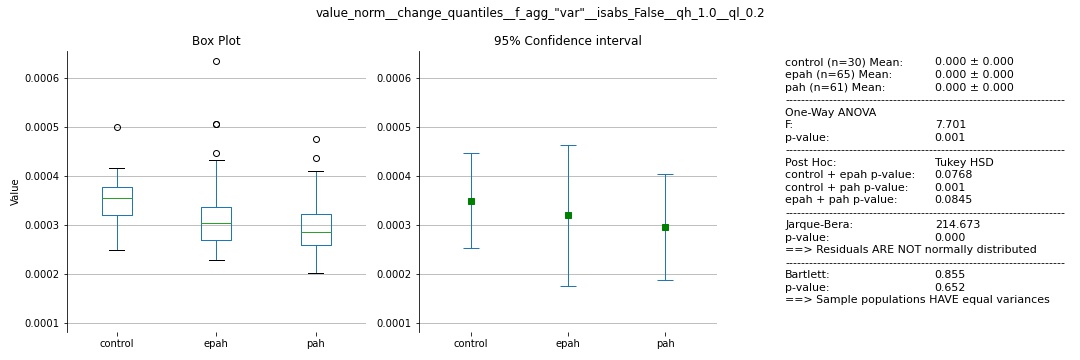 value_norm__change_quantiles__f_agg_"var"__isabs_False__qh_1.0__ql_0.2
Box Plot
0.0006
0.0005
0.0004
0.0003
0.0002
0.0001
Value
control epah pah
95% Confidence interval
0.0006
0.0005
0.0004
0.0003
0.0002
0.0001
control epah pah
control (n=30) Mean: 0.000 ± 0.000
epah (n=65) Mean: 0.000 ± 0.000
pah (n=61) Mean: 0.000 ± 0.000
One-Way ANOVA
F: 7.701
p-value: 0.001
Post Hoc: Tukey HSD
control + epah p-value: 0.0768
control + pah p-value: 0.001
epah + pah p-value: 0.0845
Jarque-Bera: 214.673
p-value: 0.000
==> Residuals ARE NOT normally distributed
Bartlett: 0.855
p-value: 0.652
==> Sample populations HAVE equal variances